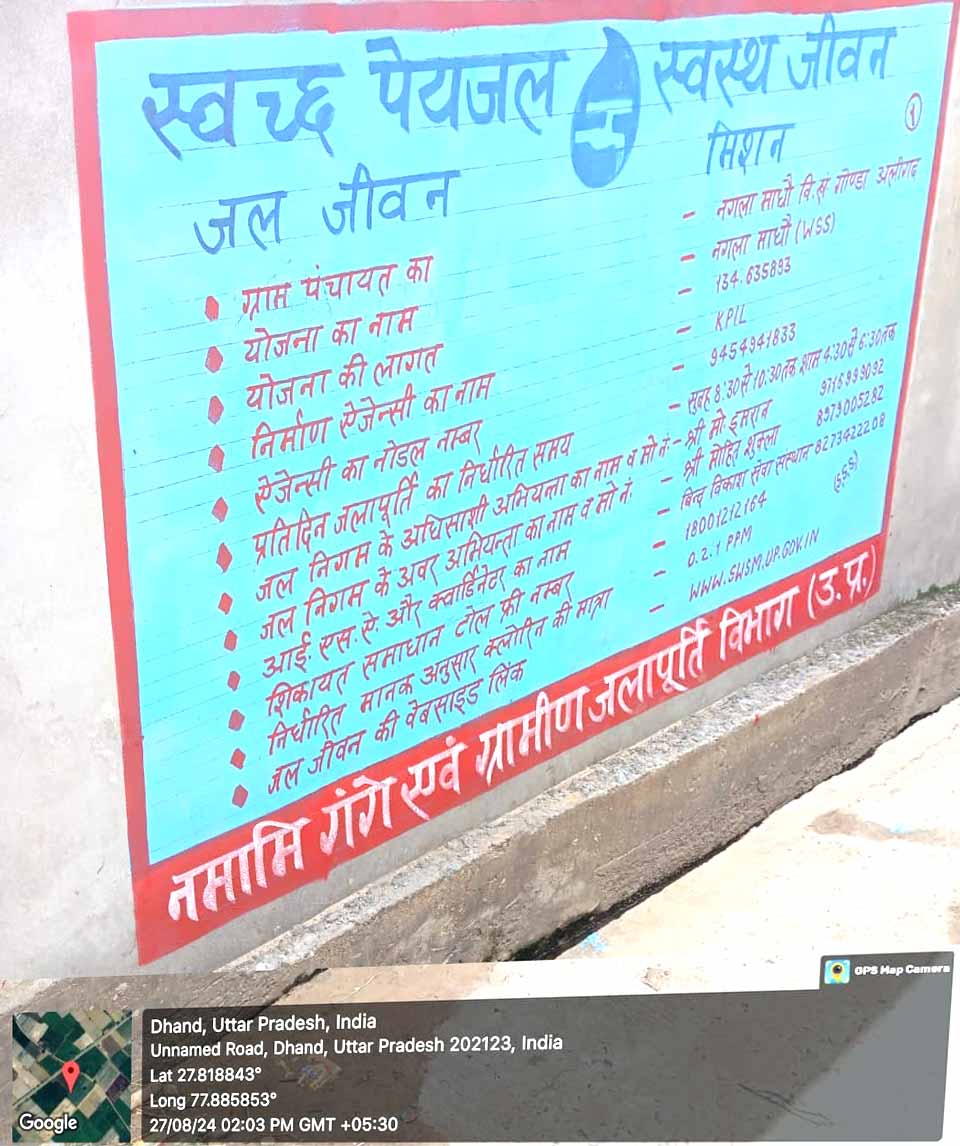 स्वच्छ पेयजल स्वस्थ जीवन
जल जीवन मिशन
१
ग्राम पंचायत का - नगला माधौ वि.सं गोण्डा अलीगढ़
योजना का नाम - नगला माधौ (WSS)
योजना की लागत - 134.635893
निर्माण ऐजेन्सी का नाम - KPIL
ऐजेन्सी का नोडल नम्बर - 9454941833
प्रतिदिन जलापूर्ति का निर्धारित समय - सुबह 8:30 से 10:30 तक शाम 4:30 से 6:30 तक
जल निगम के अधिसाशी अभियन्ता का नाम व मो नं - श्री मो. इमरान 9716999092
जल निगम के अवर अभियन्ता का नाम व मो नं. - श्री मोहित शुक्ला 8979005282
आई. एस. ऐ. और क्वार्डिनेटर का नाम - विकाश सेवा संस्थान 8273422208
शिकायत समाधान टोल फ्री नम्बर - 18001212164
निर्धारित मानक अनुसार क्लोरिन की मात्रा - 0.2.1 PPM
जल जीवन की वेबसाइड लिंक - WWW.SWSM.UP.GOV.IN
नमामि गंगे एवं ग्रामीण जलापूर्ति विभाग (उ.प्र.)
GPS Map Camera
Dhand, Uttar Pradesh, India
Unnamed Road, Dhand, Uttar Pradesh 202123, India
Lat 27.818843°
Long 77.885853°
27/08/24 02:03 PM GMT +05:30
Google